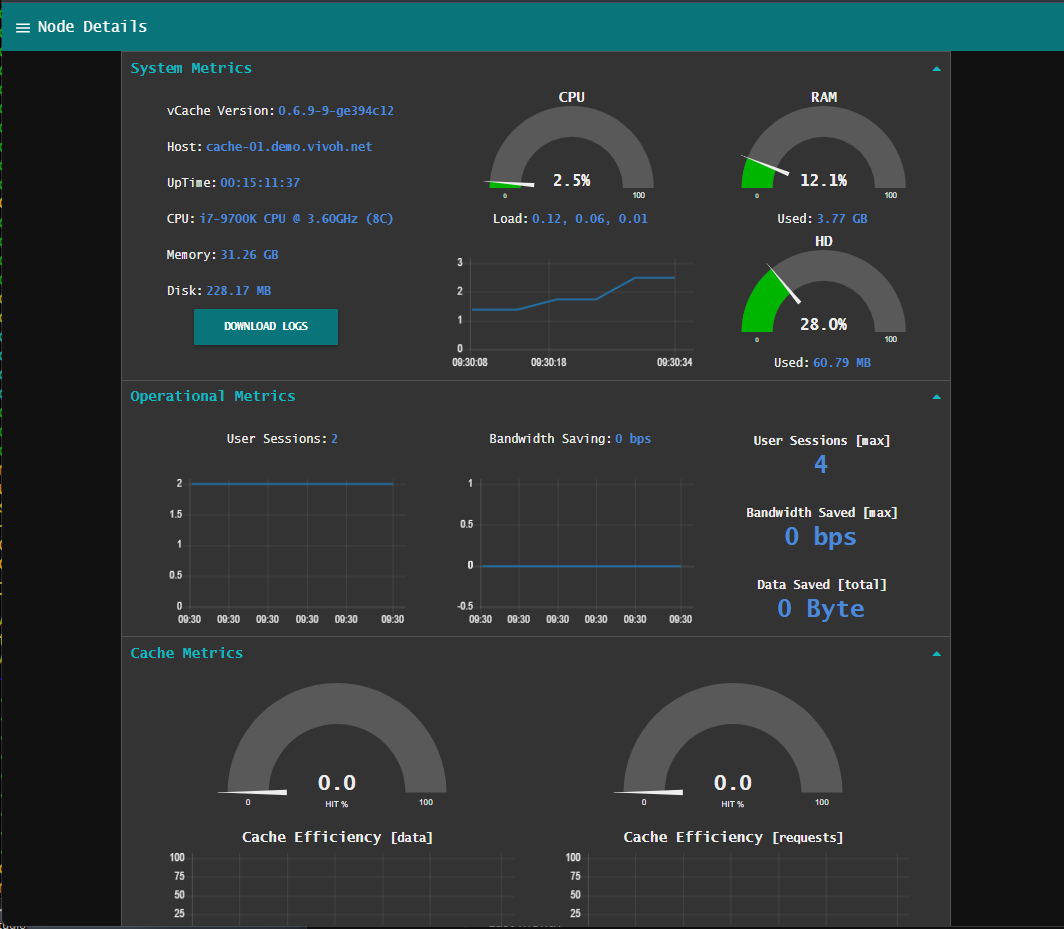 Node Details
System Metrics
vCache Version: 0.6.9-9-ge394c12
Host: cache-01.demo.vivoh.net
UpTime: 00:15:11:37
CPU: i7-9700K CPU @ 3.60GHz (8C)
Memory: 31.26 GB
Disk: 228.17 MB
DOWNLOAD LOGS
CPU
2.5%
0
100
Load: 0.12, 0.06, 0.01
3
2
1
0
09:30:08
09:30:18
09:30:34
RAM
12.1%
0
100
Used: 3.77 GB
HD
28.0%
0
100
Used: 60.79 MB
Operational Metrics
User Sessions: 2
2
1.5
1
0.5
0
09:30 09:30 09:30 09:30 09:30 09:30
Bandwidth Saving: 0 bps
1
0.5
0
-0.5
09:30 09:30 09:30 09:30 09:30 09:30
User Sessions [max]
4
Bandwidth Saved [max]
0 bps
Data Saved [total]
0 Byte
Cache Metrics
0.0
HIT %
0
100
Cache Efficiency [data]
100
75
50
25
0.0
HIT %
0
100
Cache Efficiency [requests]
100
75
50
25